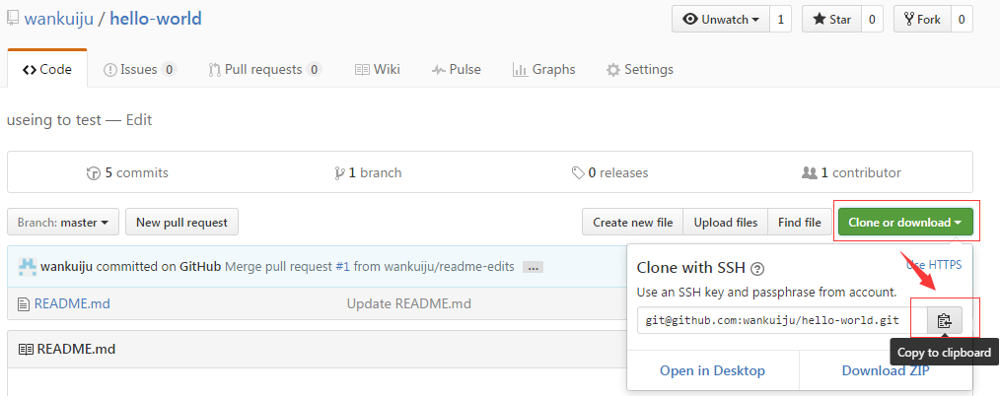 wankuiju / hello-world
Unwatch 1 Star 0 Fork 0
Code Issues 0 Pull requests 0 Wiki Pulse Graphs Settings
useing to test — Edit
5 commits 1 branch 0 releases 1 contributor
Branch: master New pull request Create new file Upload files Find file Clone or download
wankuiju committed on GitHub Merge pull request #1 from wankuiju/readme-edits ...
README.md Update README.md
README.md
Clone with SSH ? Use HTTPS
Use an SSH key and passphrase from account.
git@github.com:wankuiju/hello-world.git
Copy to clipboard
Open in Desktop Download ZIP